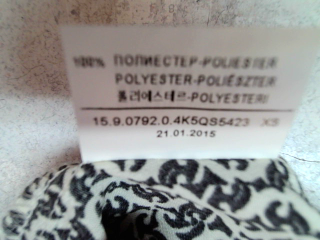 100% ПОЛИЕСТЕР-POLIESTER
POLYESTER-POLIÉSZTER
폴리에스테르-POLYESTERI
15.9.0792.0.4K5QS5423 XS
21.01.2015